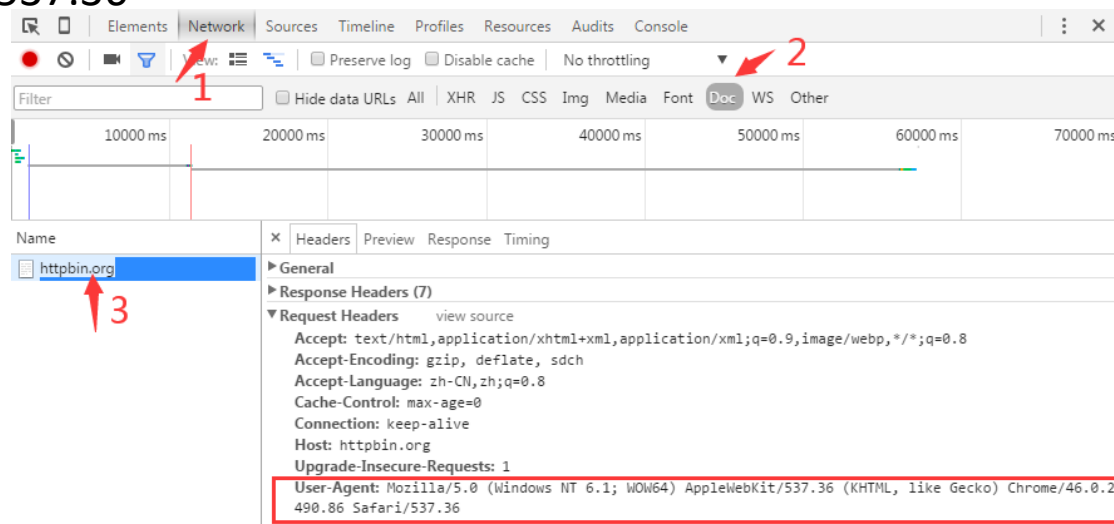 537.36
Elements Network Sources Timeline Profiles Resources Audits Console
View: Preserve log Disable cache No throttling
1 2
Filter Hide data URLs All XHR JS CSS Img Media Font Doc WS Other
10000 ms 20000 ms 30000 ms 40000 ms 50000 ms 60000 ms 70000 ms
Name × Headers Preview Response Timing
httpbin.org
3
General
Response Headers (7)
Request Headers view source
Accept: text/html,application/xhtml+xml,application/xml;q=0.9,image/webp,*/*;q=0.8
Accept-Encoding: gzip, deflate, sdch
Accept-Language: zh-CN,zh;q=0.8
Cache-Control: max-age=0
Connection: keep-alive
Host: httpbin.org
Upgrade-Insecure-Requests: 1
User-Agent: Mozilla/5.0 (Windows NT 6.1; WOW64) AppleWebKit/537.36 (KHTML, like Gecko) Chrome/46.0.2
490.86 Safari/537.36